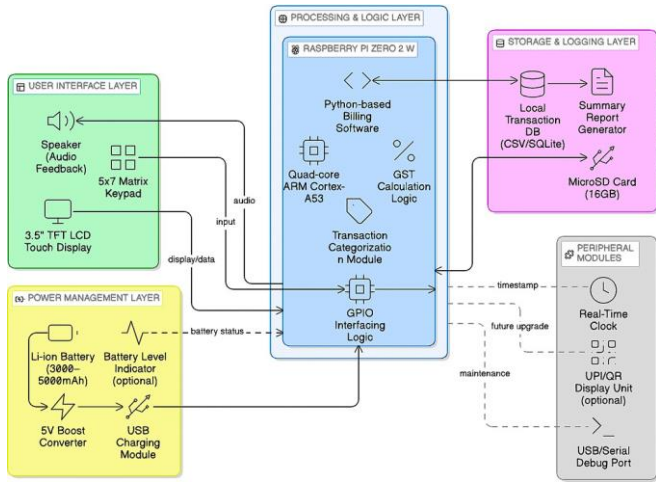 PROCESSING & LOGIC LAYER
RASPBERRY PI ZERO 2 W
Python-based
Billing
Software
Quad-core
ARM Cortex-
A53
GST
Calculation
Logic
Transaction
Categorizatio
n Module
GPIO
Interfacing
Logic
USER INTERFACE LAYER
Speaker
(Audio
Feedback)
5x7 Matrix
Keypad
3.5" TFT LCD
Touch Display
audio
input
display/data
POWER MANAGEMENT LAYER
Li-ion Battery
(3000–
5000mAh)
Battery Level
Indicator
(optional)
5V Boost
Converter
USB
Charging
Module
battery status
STORAGE & LOGGING LAYER
Local
Transaction
DB
(CSV/SQLite)
Summary
Report
Generator
MicroSD Card
(16GB)
PERIPHERAL
MODULES
timestamp
Real-Time
Clock
future upgrade
UPI/QR
Display Unit
(optional)
maintenance
USB/Serial
Debug Port